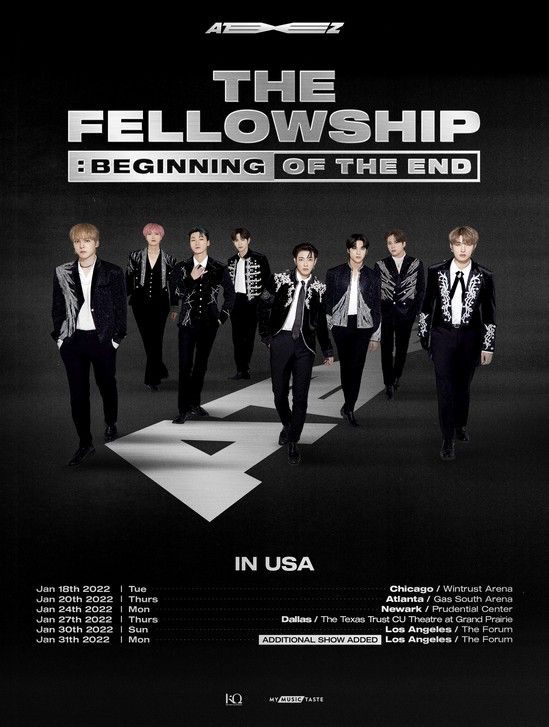 ATEEZ
THE
FELLOWSHIP
: BEGINNING OF THE END
IN USA
Jan 18th 2022 | Tue Chicago / Wintrust Arena
Jan 20th 2022 | Thurs Atlanta / Gas South Arena
Jan 24th 2022 | Mon Newark / Prudential Center
Jan 27th 2022 | Thurs Dallas / The Texas Trust CU Theatre at Grand Prairie
Jan 30th 2022 | Sun Los Angeles / The Forum
Jan 31th 2022 | Mon ADDITIONAL SHOW ADDED Los Angeles / The Forum
KQ
MY MUSIC TASTE